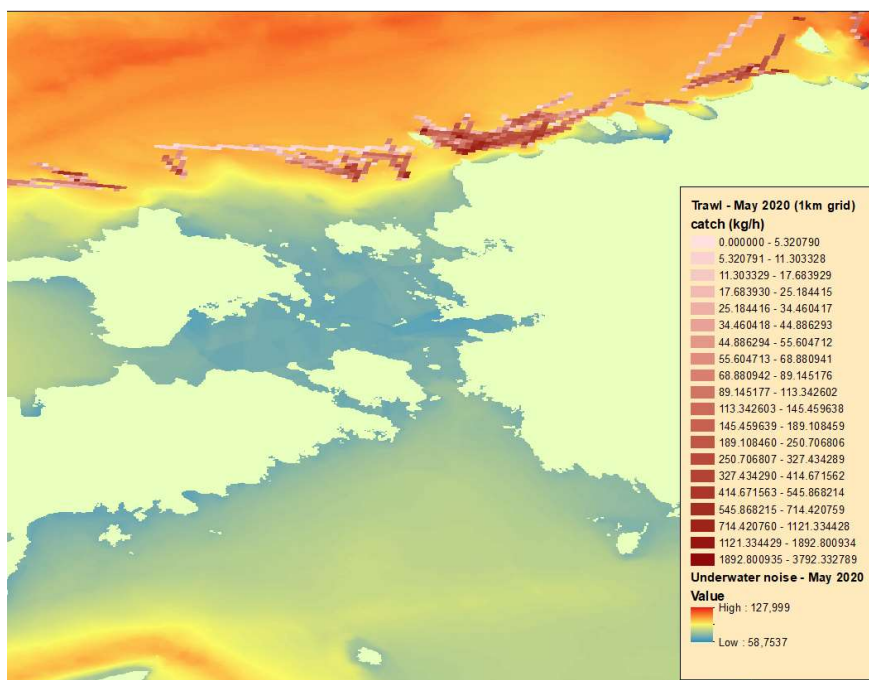 Trawl - May 2020 (1km grid)
catch (kg/h)
0.000000 - 5.320790
5.320791 - 11.303328
11.303329 - 17.683929
17.683930 - 25.184415
25.184416 - 34.460417
34.460418 - 44.886293
44.886294 - 55.604712
55.604713 - 68.880941
68.880942 - 89.145176
89.145177 - 113.342602
113.342603 - 145.459638
145.459639 - 189.108459
189.108460 - 250.706806
250.706807 - 327.434289
327.434290 - 414.671562
414.671563 - 545.868214
545.868215 - 714.420759
714.420760 - 1121.334428
1121.334429 - 1892.800934
1892.800935 - 3792.332789
Underwater noise - May 2020
Value
High : 127,999
Low : 58,7537